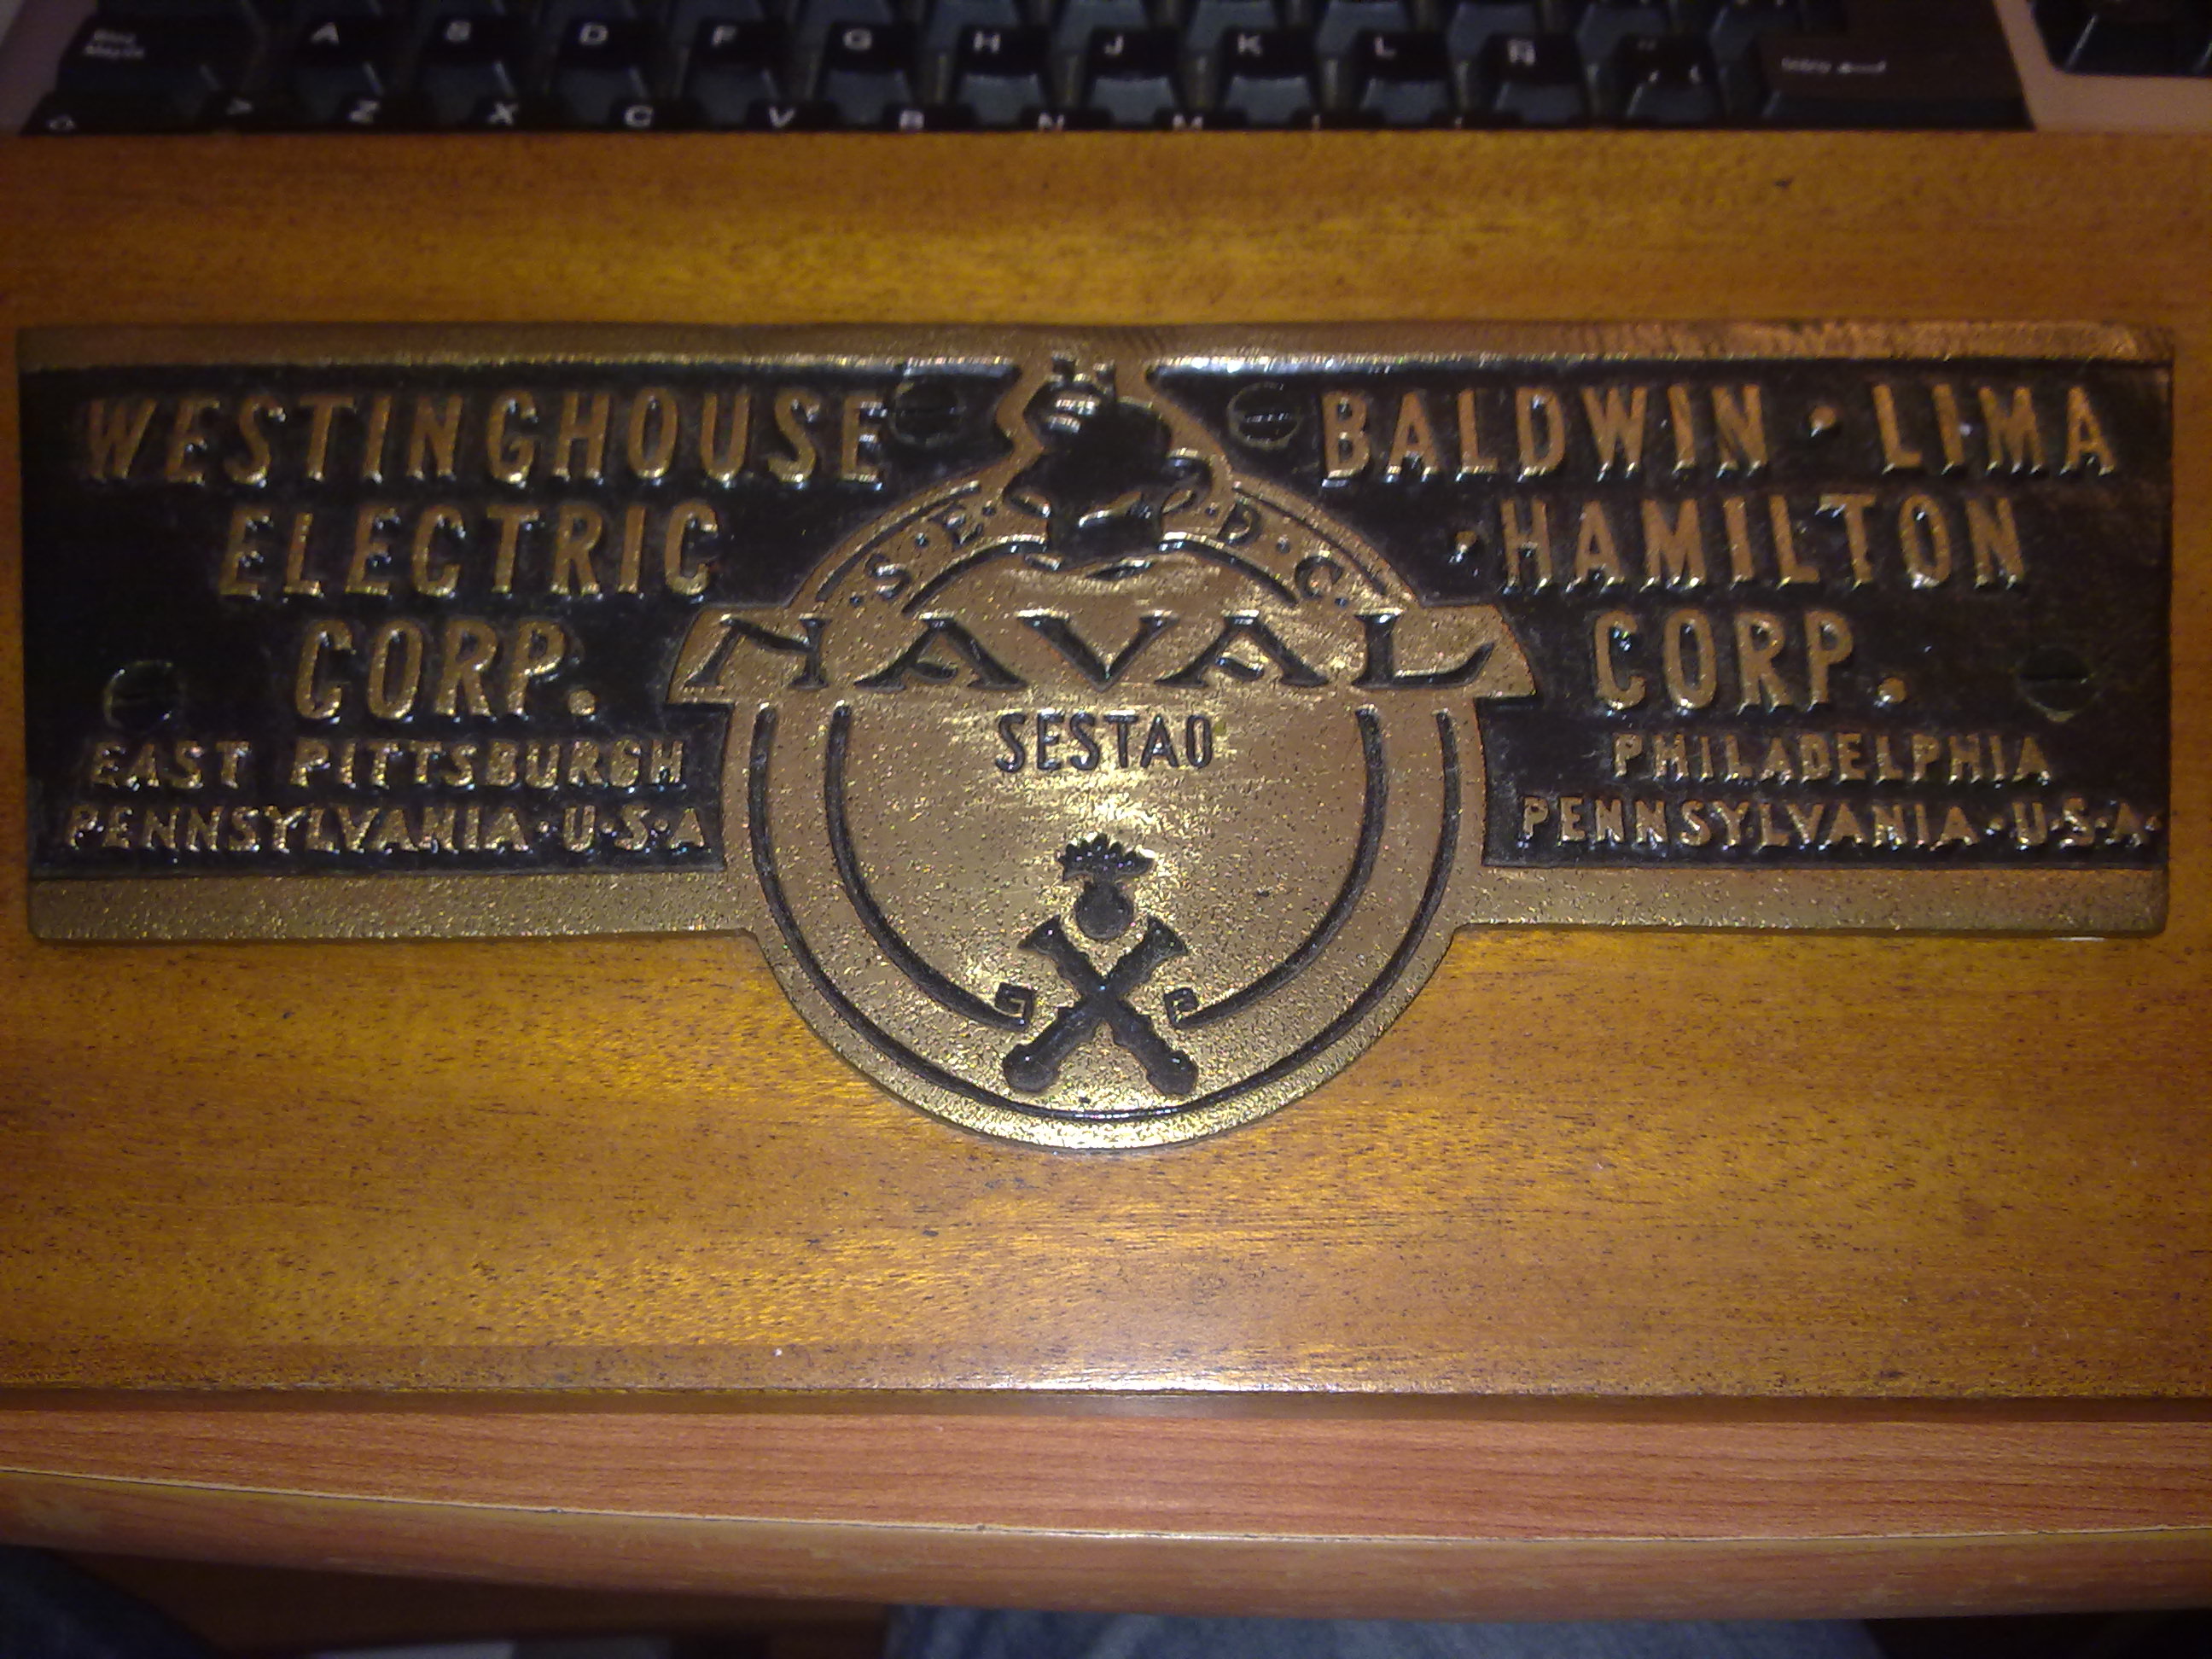 A S D F G H J K L Ñ
Z X C V B N M
WESTINGHOUSE
ELECTRIC
CORP.
EAST PITTSBURGH
PENNSYLVANIA·U·S·A
·S·E· ·D·C·
NAVAL
SESTAO
BALDWIN·LIMA
·HAMILTON
CORP.
PHILADELPHIA
PENNSYLVANIA·U·S·A·